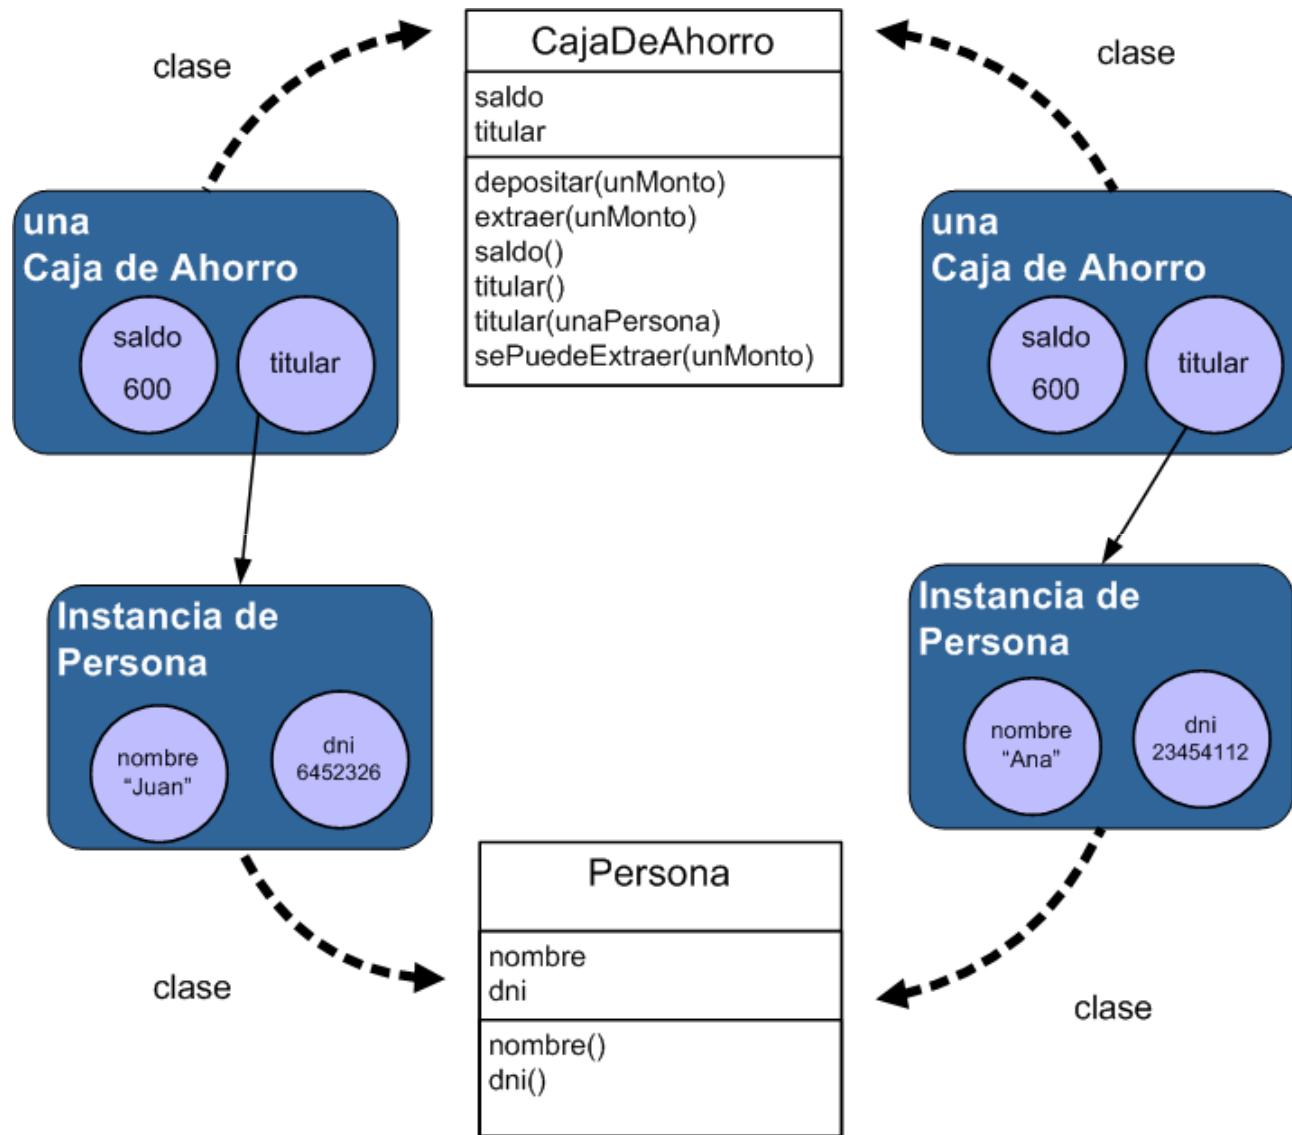 clase
CajaDeAhorro
clase
saldo
titular
depositar(unMonto)
extraer(unMonto)
saldo()
titular()
titular(unaPersona)
sePuedeExtraer(unMonto)
una
Caja de Ahorro
saldo
600
titular
una
Caja de Ahorro
saldo
600
titular
Instancia de
Persona
nombre
“Juan”
dni
6452326
Instancia de
Persona
nombre
“Ana”
dni
23454112
clase
Persona
nombre
dni
nombre()
dni()
clase